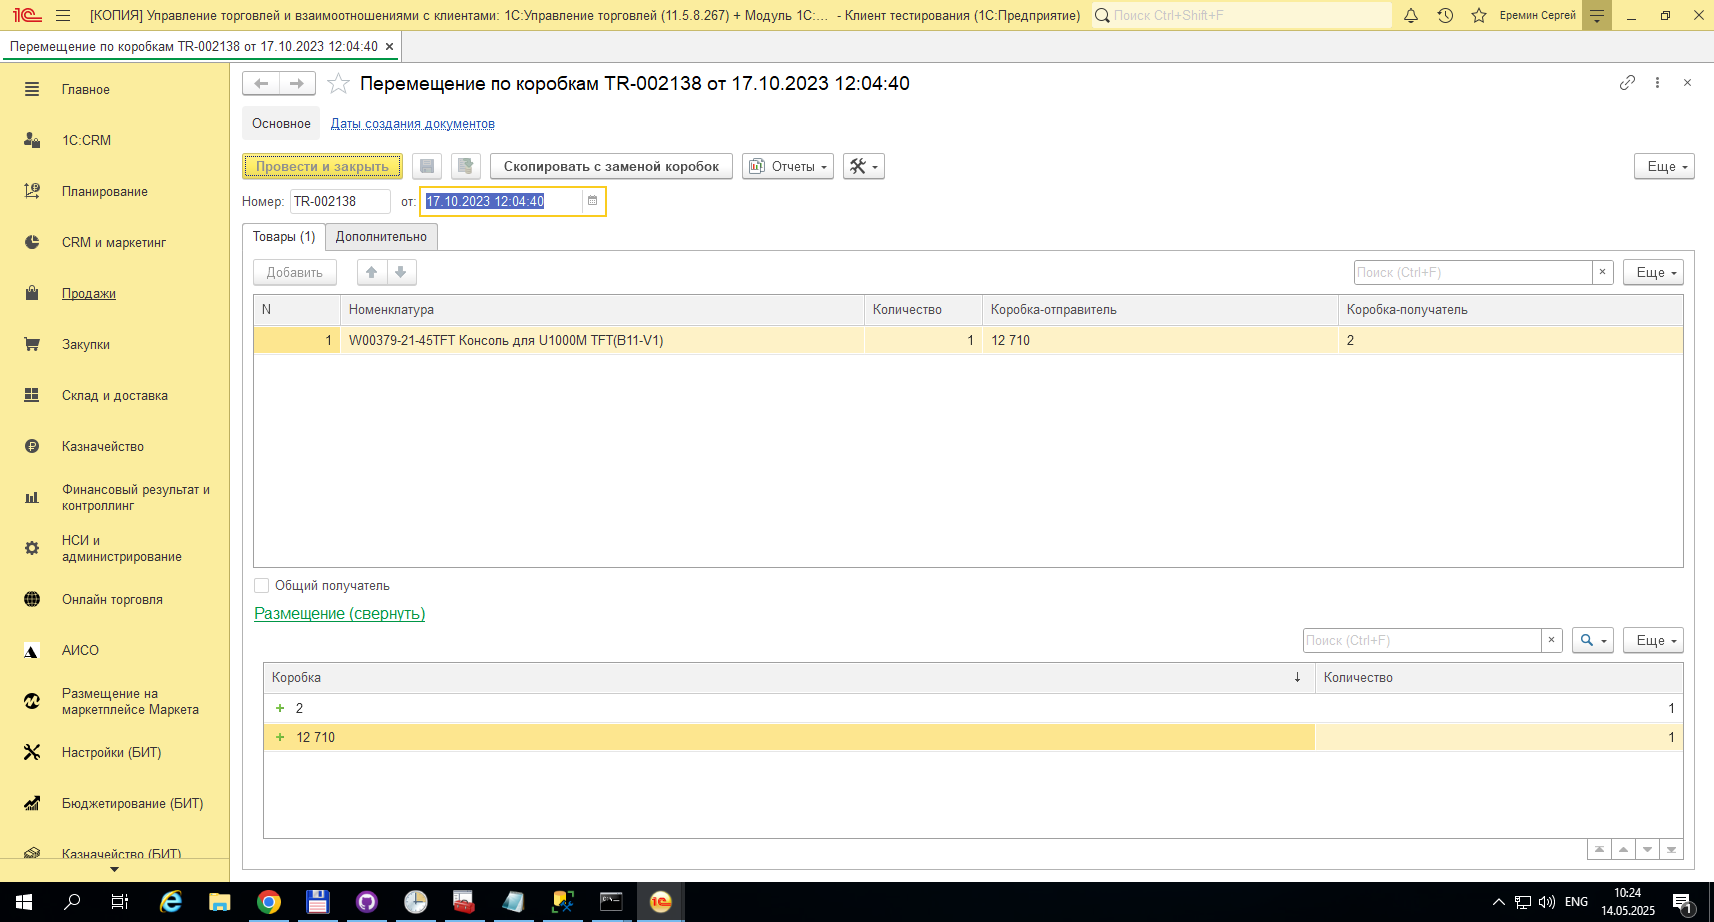 [КОПИЯ] Управление торговлей и взаимоотношениями с клиентами: 1С:Управление торговлей (11.5.8.267) + Модуль 1С:... - Клиент тестирования (1С:Предприятие)
Поиск Ctrl+Shift+F
Еремин Сергей
Перемещение по коробкам TR-002138 от 17.10.2023 12:04:40
Главное
1С:CRM
Планирование
CRM и маркетинг
Продажи
Закупки
Склад и доставка
Казначейство
Финансовый результат и
контроллинг
НСИ и
администрирование
Онлайн торговля
АИСО
Размещение на
маркетплейсе Маркета
Настройки (БИТ)
Бюджетирование (БИТ)
Казначейство (БИТ)
Перемещение по коробкам TR-002138 от 17.10.2023 12:04:40
Основное Даты создания документов
Провести и закрыть Скопировать с заменой коробок Отчеты Еще
Номер: TR-002138 от: 17.10.2023 12:04:40
Товары (1) Дополнительно
Добавить Поиск (Ctrl+F) Еще
N Номенклатура Количество Коробка-отправитель Коробка-получатель
1 W00379-21-45TFT Консоль для U1000M TFT(B11-V1) 1 12 710 2
Общий получатель
Размещение (свернуть)
Поиск (Ctrl+F) Еще
Коробка Количество
2 1
12 710 1
ENG
10:24
14.05.2025
1